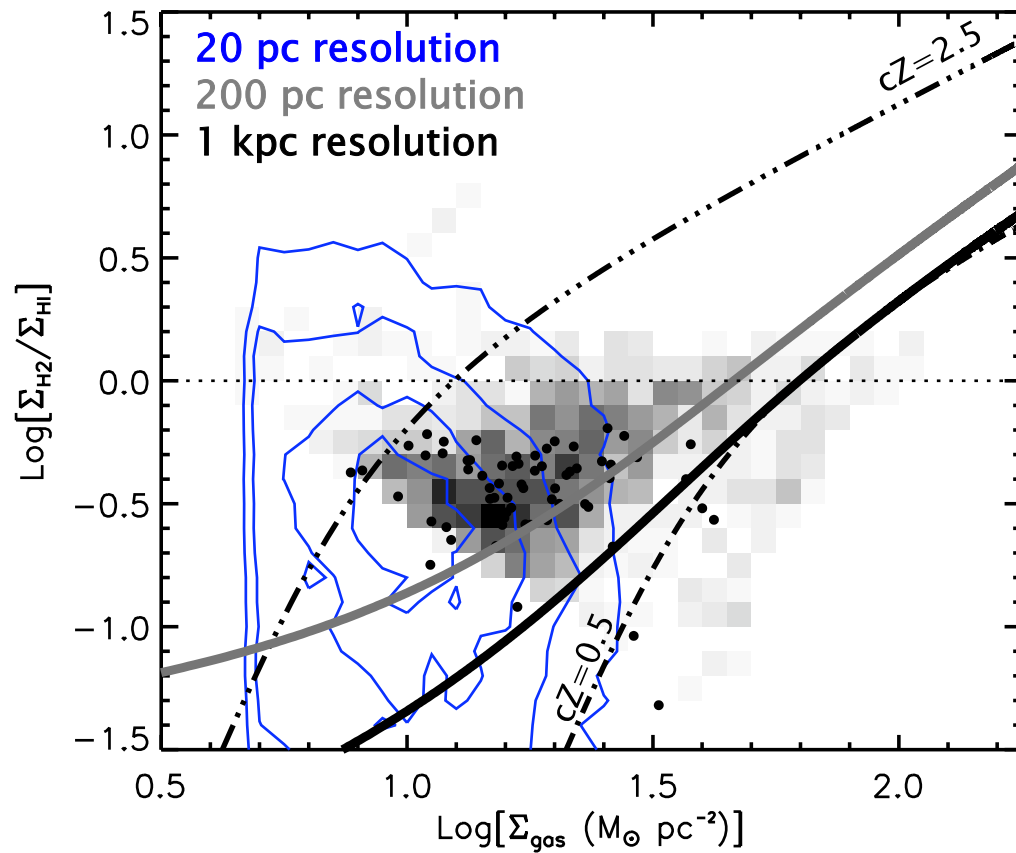 20 pc resolution
200 pc resolution
1 kpc resolution
cZ=2.5
cZ=0.5
1.5
1.0
0.5
0.0
−0.5
−1.0
−1.5
Log[Σ_H2/Σ_HI]
0.5 1.0 1.5 2.0
Log[Σ_gas (M_⊙ pc⁻²)]